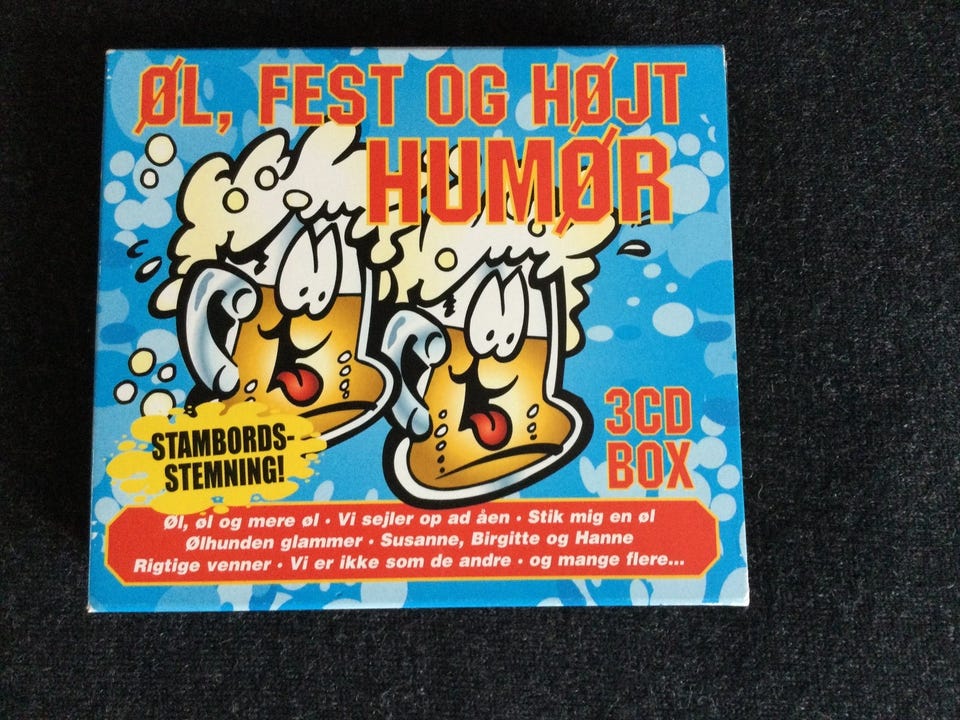 ØL, FEST OG HØJT
HUMØR
3CD
BOX
STAMBORDS-
STEMNING!
Øl, øl og mere øl · Vi sejler op ad åen · Stik mig en øl
Ølhunden glammer · Susanne, Birgitte og Hanne
Rigtige venner · Vi er ikke som de andre · og mange flere...